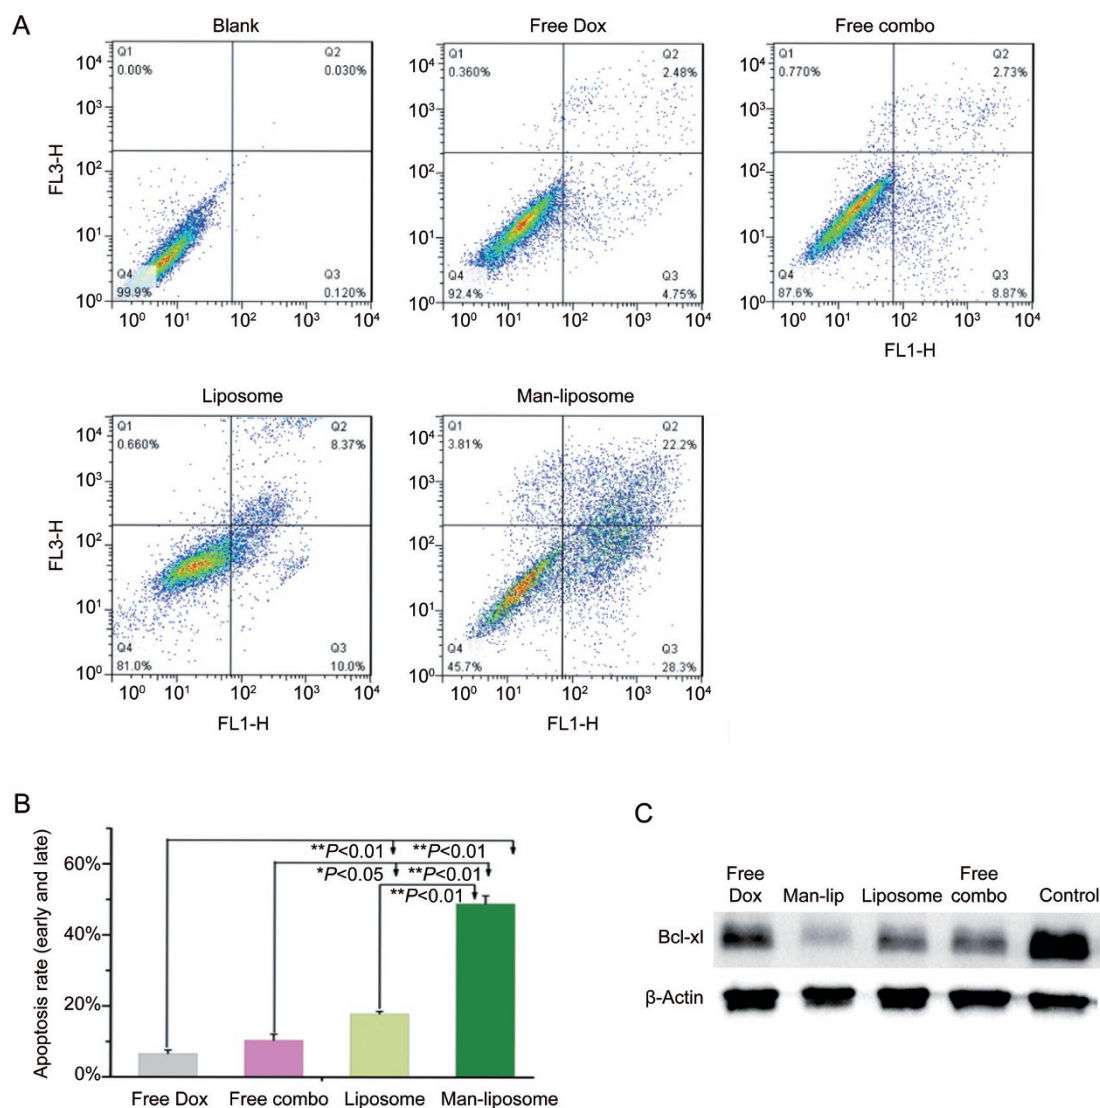 A
Blank
Free Dox
Free combo
Q1
0.00%
Q2
0.030%
Q4
99.9%
Q3
0.120%
10⁴
10³
10²
10¹
10⁰
10⁰ 10¹ 10² 10³ 10⁴
FL3-H
Q1
0.360%
Q2
2.48%
Q4
92.4%
Q3
4.75%
10⁴
10³
10²
10¹
10⁰
10⁰ 10¹ 10² 10³ 10⁴
Q1
0.770%
Q2
2.73%
Q4
87.6%
Q3
8.87%
10⁴
10³
10²
10¹
10⁰
10⁰ 10¹ 10² 10³ 10⁴
FL1-H
Liposome
Man-liposome
Q1
0.660%
Q2
8.37%
Q4
81.0%
Q3
10.0%
10⁴
10³
10²
10¹
10⁰
10⁰ 10¹ 10² 10³ 10⁴
FL3-H
FL1-H
Q1
3.81%
Q2
22.2%
Q4
45.7%
Q3
28.3%
10⁴
10³
10²
10¹
10⁰
10⁰ 10¹ 10² 10³ 10⁴
FL1-H
B
Apoptosis rate (early and late)
60%
40%
20%
0%
**P<0.01 **P<0.01
*P<0.05 **P<0.01
**P<0.01
Free Dox Free combo Liposome Man-liposome
C
Free
Dox
Man-lip
Liposome
Free
combo
Control
Bcl-xl
β-Actin